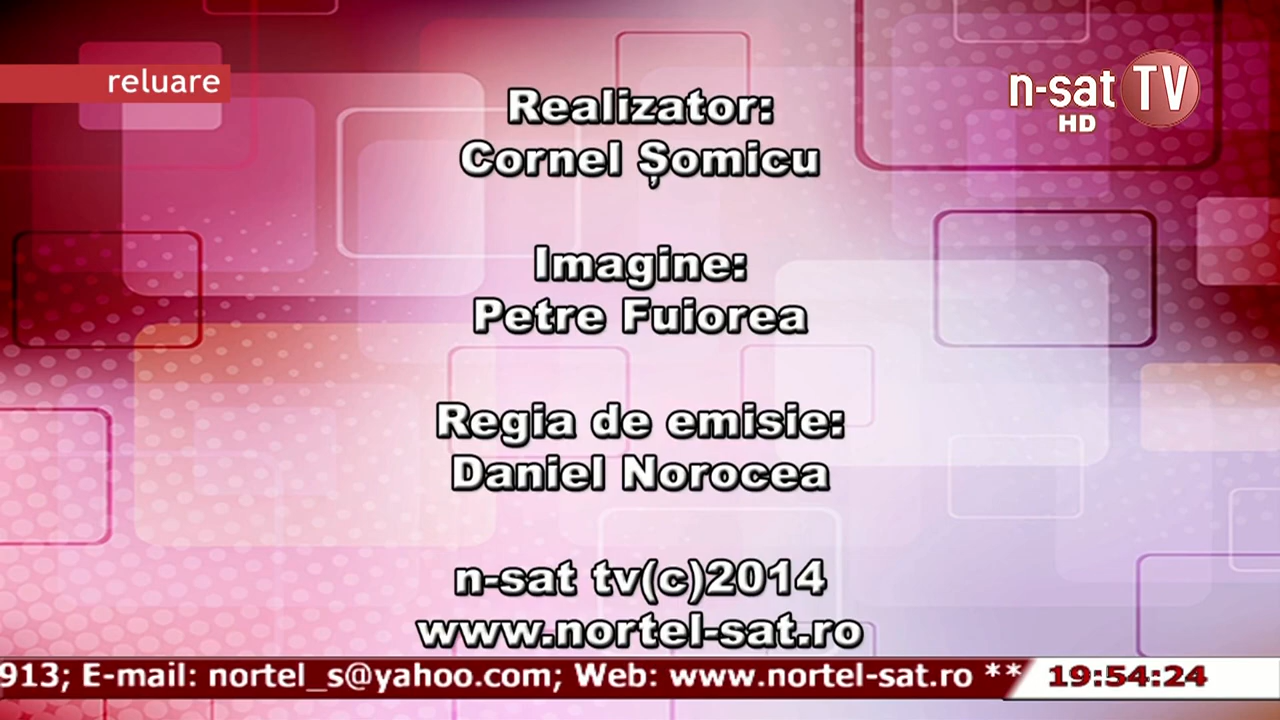 reluare
n-sat TV
HD
Realizator:
Cornel Șomicu
Imagine:
Petre Fuiorea
Regia de emisie:
Daniel Norocea
n-sat tv(c)2014
www.nortel-sat.ro
913; E-mail: nortel_s@yahoo.com; Web: www.nortel-sat.ro **
19:54:24